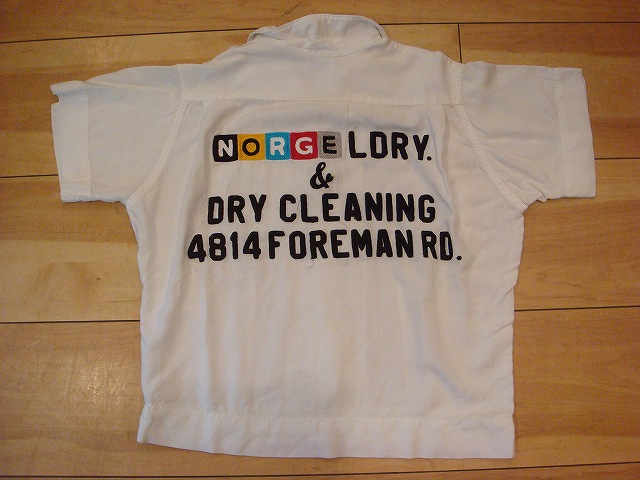 NORGE LDRY.
&
DRY CLEANING
4814 FOREMAN RD.